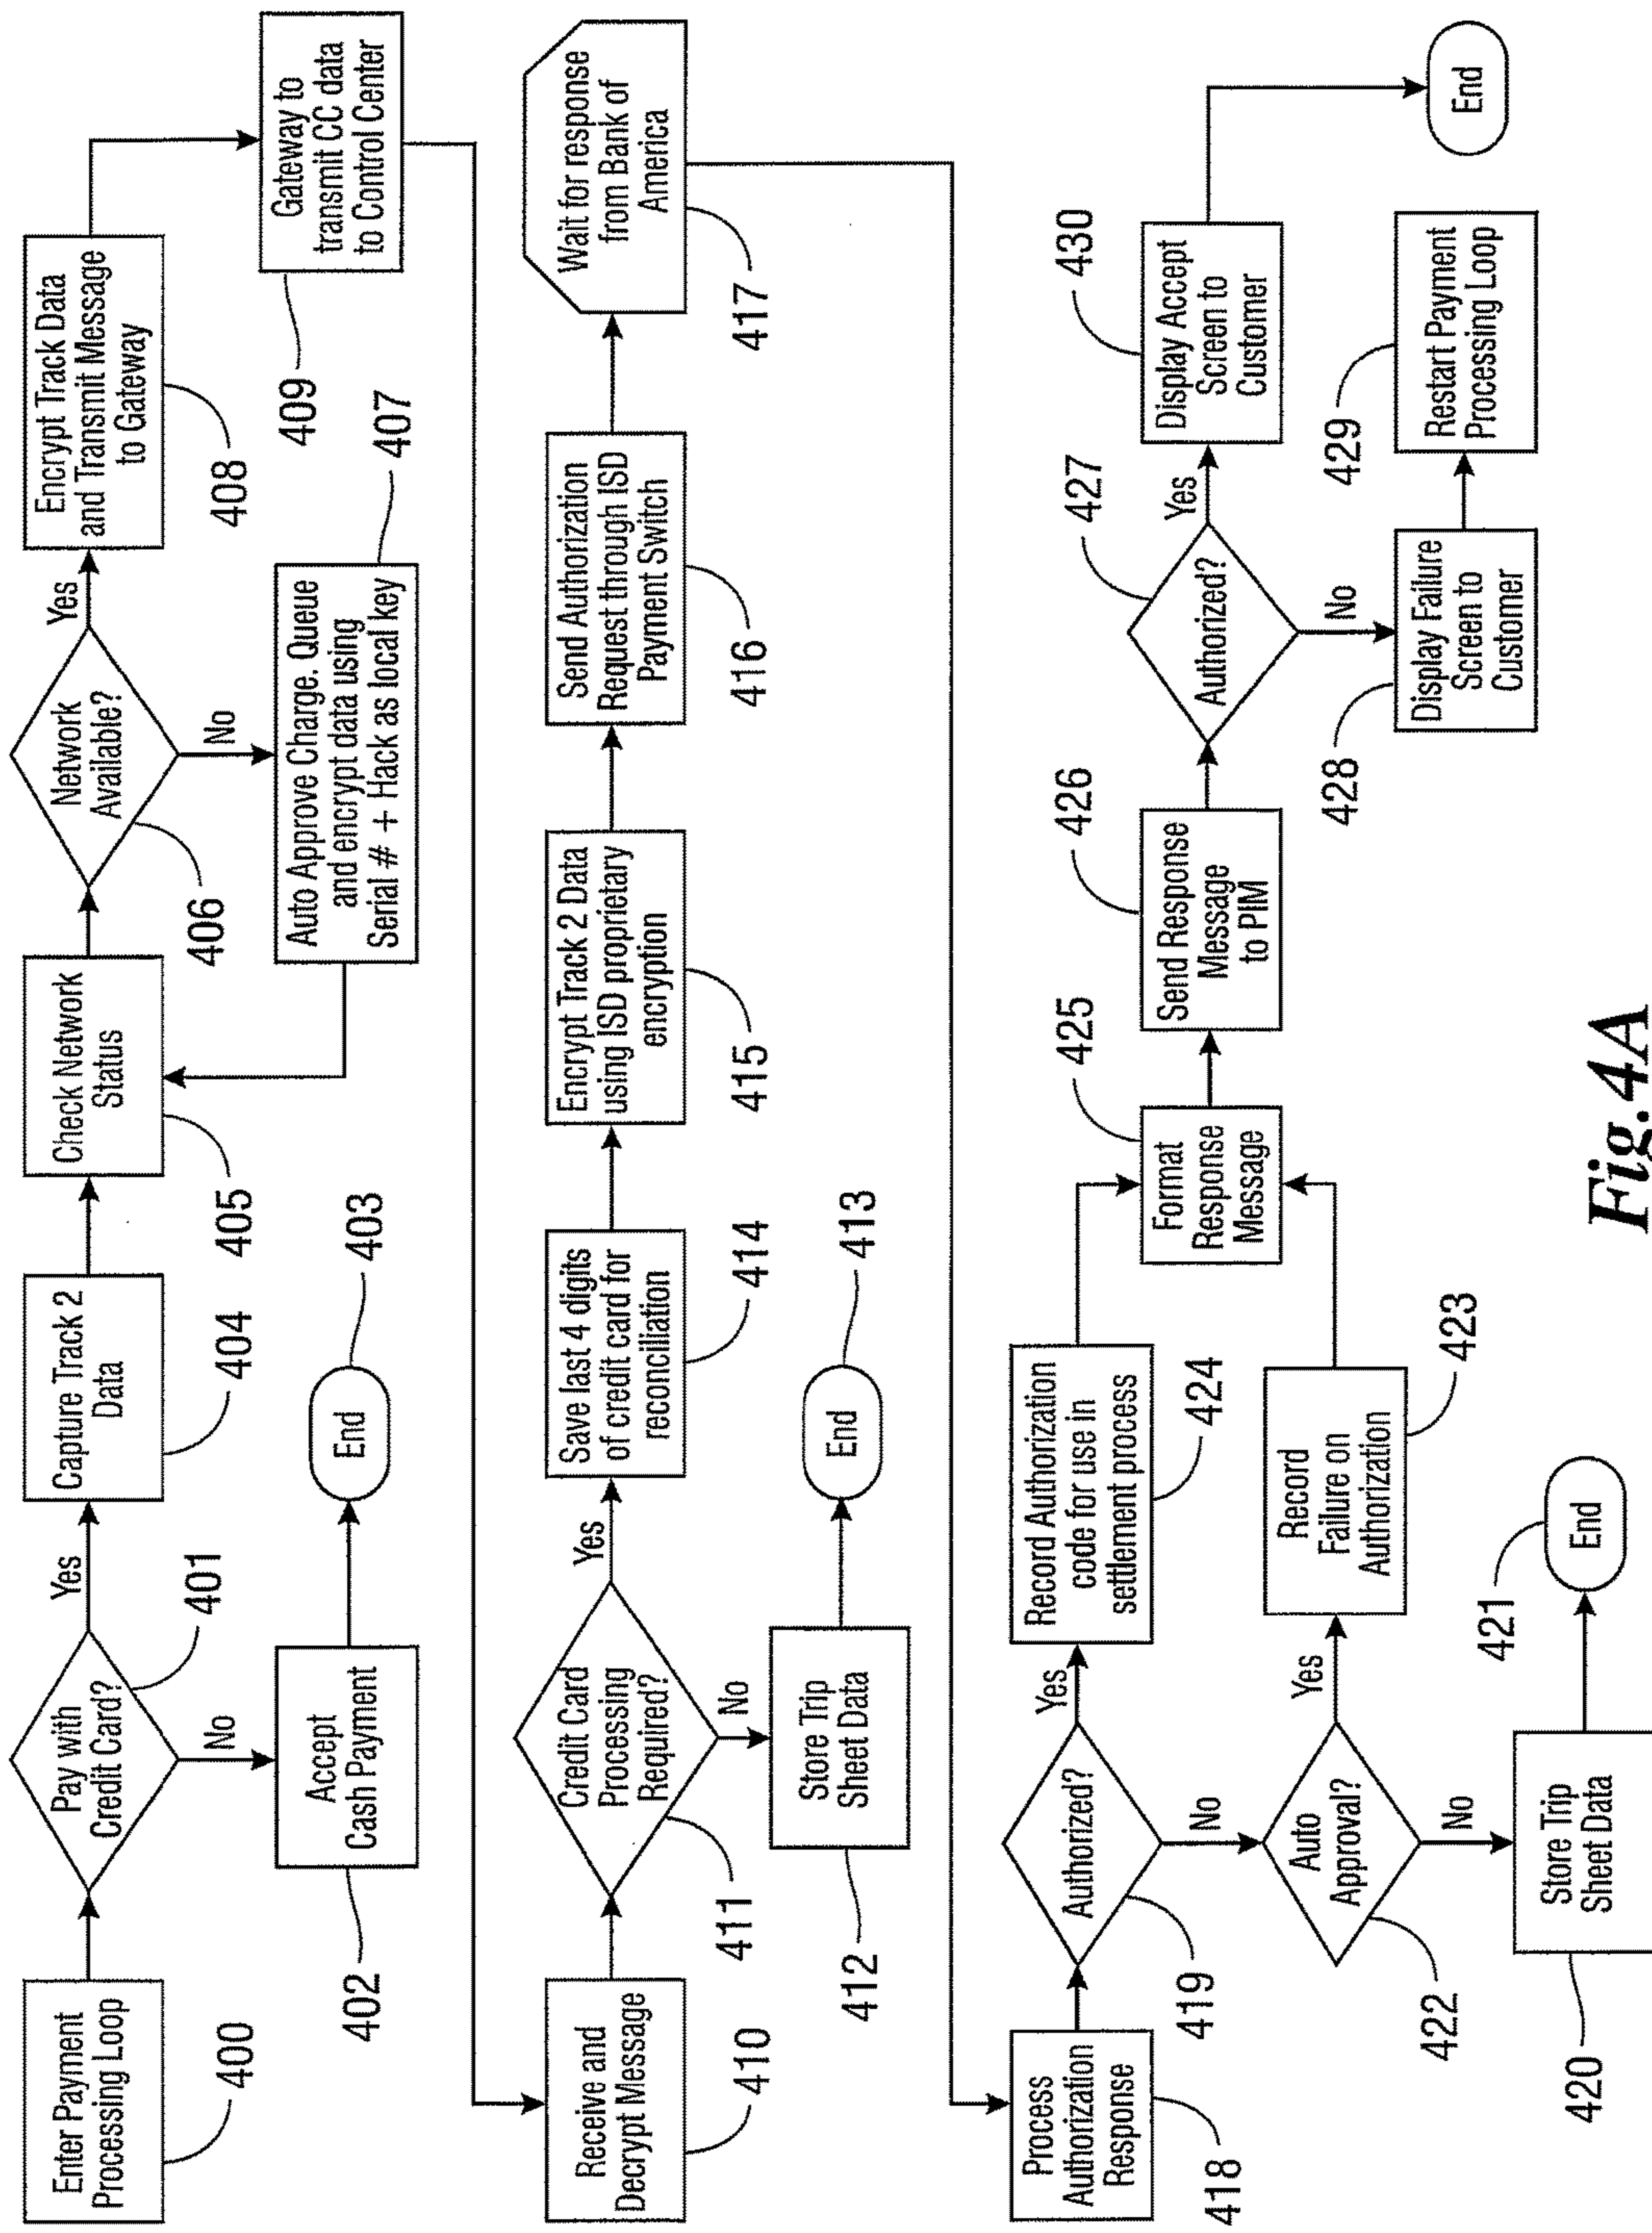 Enter Payment
Processing Loop
400
Pay with
Credit Card?
401
Yes
No
Accept
Cash Payment
402
End
403
Capture Track 2
Data
404
Check Network
Status
405
Network
Available?
406
Yes
No
Auto Approve Charge. Queue
and encrypt data using
Serial # + Hack as local key
407
Encrypt Track Data
and Transmit Message
to Gateway
408
Gateway to
transmit CC data
to Control Center
409
Receive and
Decrypt Message
410
Credit Card
Processing
Required?
411
Yes
No
Store Trip
Sheet Data
412
End
413
Save last 4 digits
of credit card for
reconciliation
414
Encrypt Track 2 Data
using ISD proprietary
encryption
415
Send Authorization
Request through ISD
Payment Switch
416
Wait for response
from Bank of
America
417
Process
Authorization
Response
418
Authorized?
419
Yes
No
Auto
Approval?
422
Yes
No
Store Trip
Sheet Data
420
End
421
Record
Failure on
Authorization
423
Record Authorization
code for use in
settlement process
424
Format
Response
Message
425
Send Response
Message
to PIM
426
Authorized?
427
Yes
No
Display Failure
Screen to
Customer
428
Restart Payment
Processing Loop
429
Display Accept
Screen to
Customer
430
End
Fig.4A